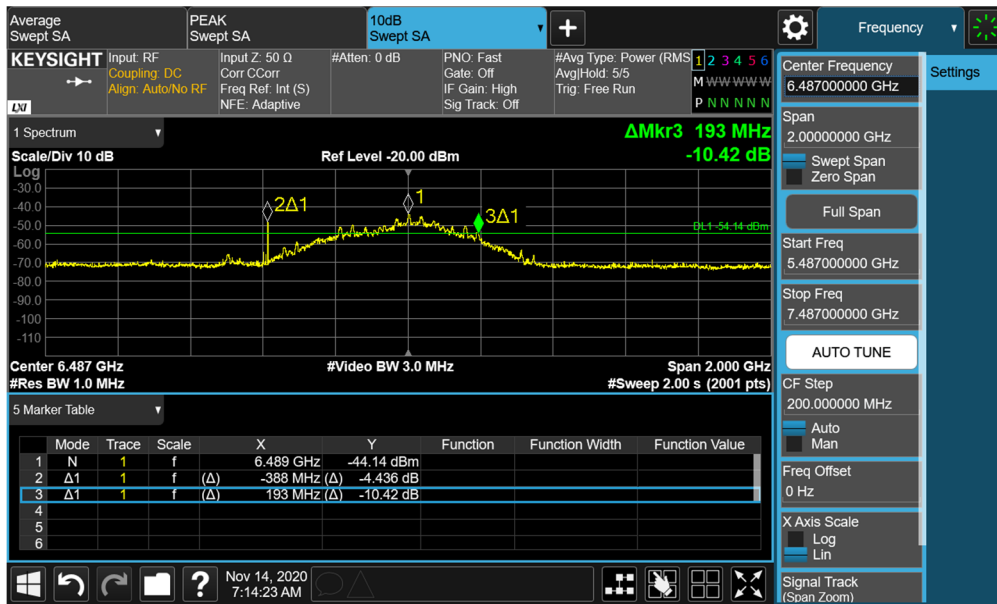 Average
Swept SA
PEAK
Swept SA
10dB
Swept SA
Frequency
KEYSIGHT
LXI
Input: RF
Coupling: DC
Align: Auto/No RF
Input Z: 50 Ω
Corr CCorr
Freq Ref: Int (S)
NFE: Adaptive
#Atten: 0 dB
PNO: Fast
Gate: Off
IF Gain: High
Sig Track: Off
#Avg Type: Power (RMS
Avg|Hold: 5/5
Trig: Free Run
1 2 3 4 5 6
M W W W W W
P N N N N N
Center Frequency
6.487000000 GHz
Settings
Span
2.00000000 GHz
Swept Span
Zero Span
Full Span
Start Freq
5.487000000 GHz
Stop Freq
7.487000000 GHz
AUTO TUNE
CF Step
200.000000 MHz
Auto
Man
Freq Offset
0 Hz
X Axis Scale
Log
Lin
Signal Track
(Span Zoom)
1 Spectrum
ΔMkr3 193 MHz
Scale/Div 10 dB
Ref Level -20.00 dBm
-10.42 dB
Log
-30.0
-40.0
-50.0
-60.0
-70.0
-80.0
-90.0
-100
-110
2Δ1
1
3Δ1
DL1 -54.14 dBm
Center 6.487 GHz
#Video BW 3.0 MHz
Span 2.000 GHz
#Res BW 1.0 MHz
#Sweep 2.00 s (2001 pts)
5 Marker Table
Mode Trace Scale X Y Function Function Width Function Value
1 N 1 f 6.489 GHz -44.14 dBm
2 Δ1 1 f (Δ) -388 MHz (Δ) -4.436 dB
3 Δ1 1 f (Δ) 193 MHz (Δ) -10.42 dB
4
5
6
?
Nov 14, 2020
7:14:23 AM